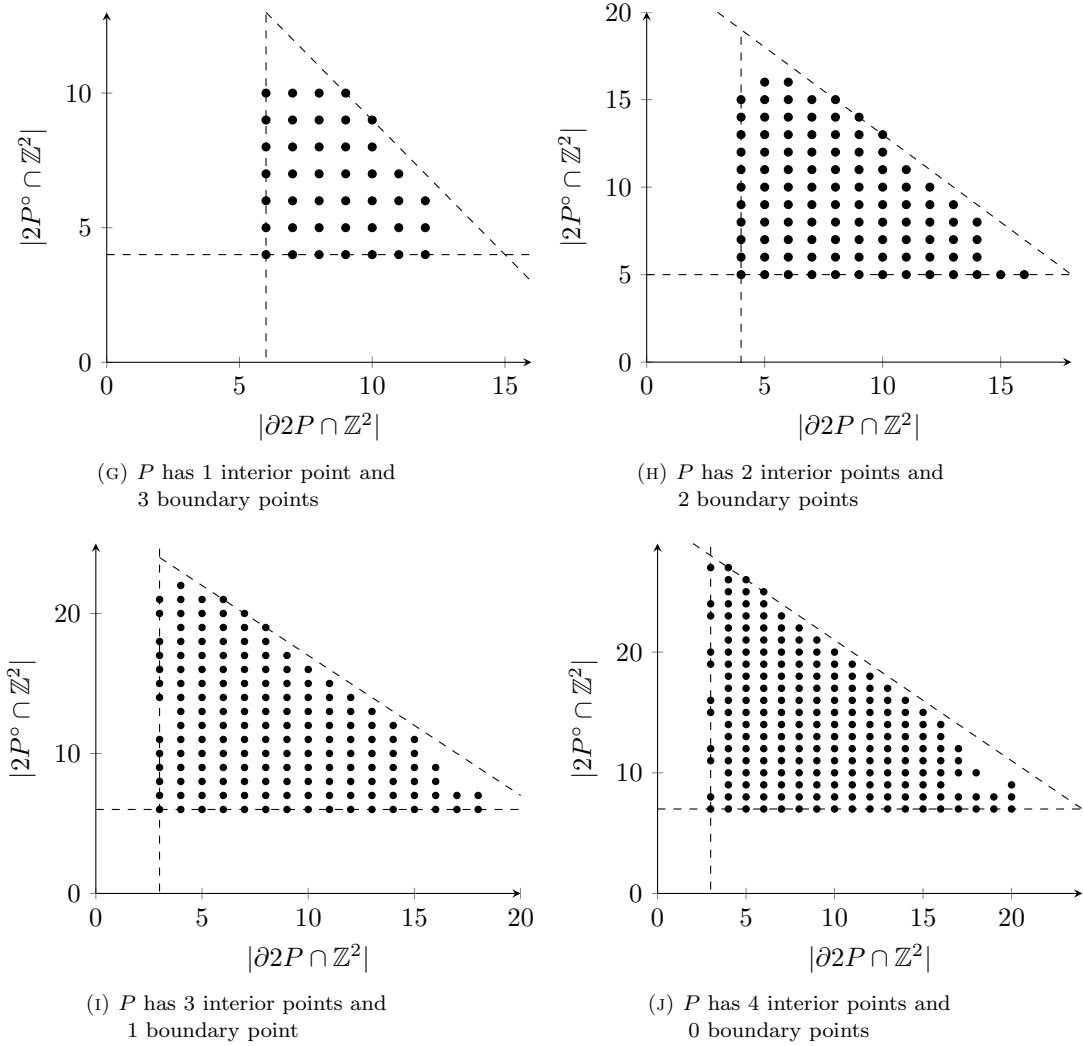 10
5
0
0
5
10
15
|2P° ∩ ℤ²|
|∂2P ∩ ℤ²|
(G) P has 1 interior point and
3 boundary points
20
15
10
5
0
0
5
10
15
|2P° ∩ ℤ²|
|∂2P ∩ ℤ²|
(H) P has 2 interior points and
2 boundary points
20
10
0
0
5
10
15
20
|2P° ∩ ℤ²|
|∂2P ∩ ℤ²|
(I) P has 3 interior points and
1 boundary point
20
10
0
0
5
10
15
20
|2P° ∩ ℤ²|
|∂2P ∩ ℤ²|
(J) P has 4 interior points and
0 boundary points